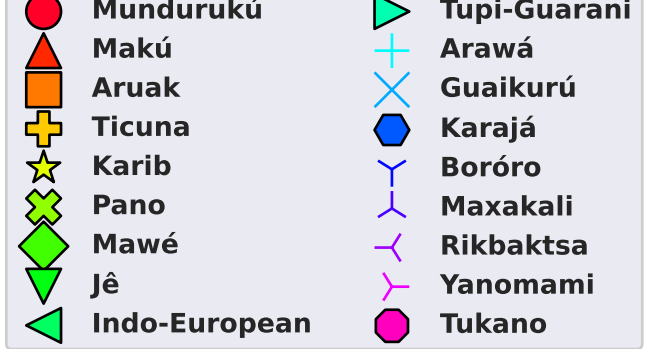 Mundurukú
Makú
Aruak
Ticuna
Karib
Pano
Mawé
Jê
Indo-European
Tupi-Guarani
Arawá
Guaikurú
Karajá
Boróro
Maxakali
Rikbaktsa
Yanomami
Tukano